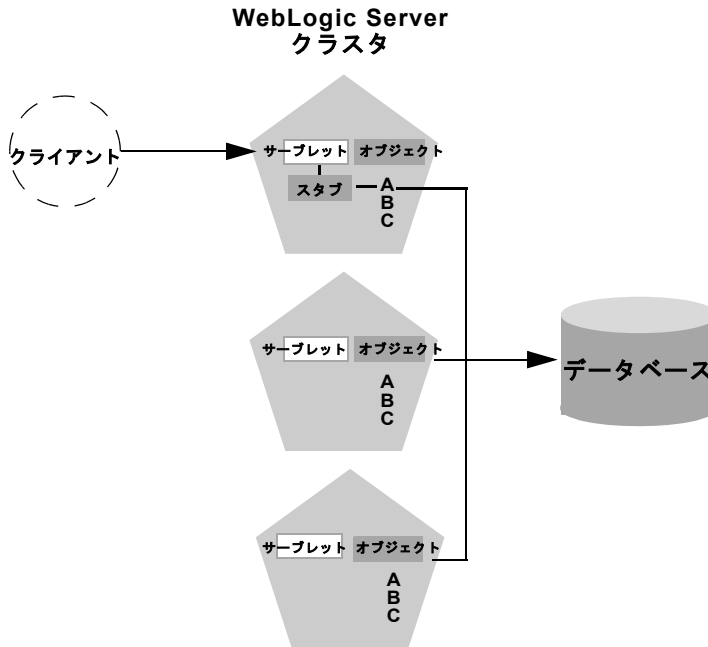 WebLogic Server
クラスタ
クライアント
サーブレット オブジェクト
スタブ
A
B
C
サーブレット オブジェクト
A
B
C
データベース
サーブレット オブジェクト
A
B
C